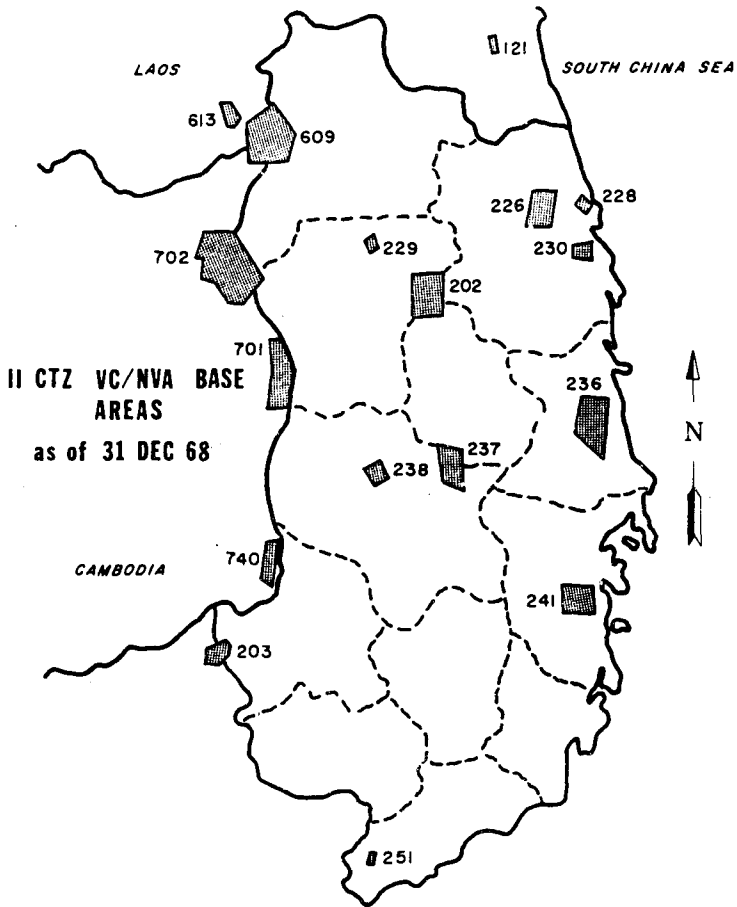 121
SOUTH CHINA SEA
LAOS
613
609
226
228
229
230
702
202
701
II CTZ VC/NVA BASE
AREAS
as of 31 DEC 68
236
N
237
238
740
CAMBODIA
241
203
251